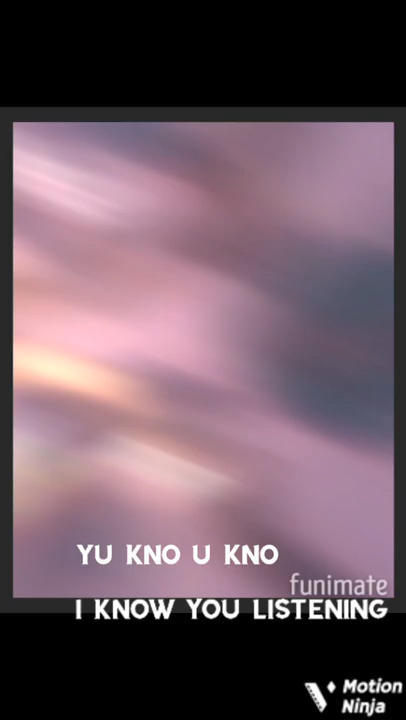 YU KNO U KNO
funimate
I KNOW YOU LISTENING
Motion
Ninja